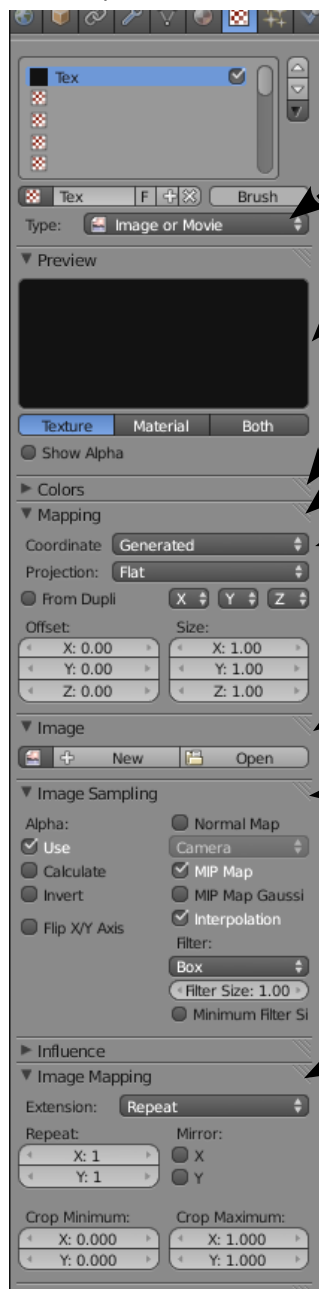 Tex
Tex F Brush
Type: Image or Movie
Preview
Texture Material Both
Show Alpha
Colors
Mapping
Coordinate Generated
Projection: Flat
From Dupli X Y Z
Offset: Size:
X: 0.00 X: 1.00
Y: 0.00 Y: 1.00
Z: 0.00 Z: 1.00
Image
New Open
Image Sampling
Alpha: Normal Map
Use Camera
Calculate MIP Map
Invert MIP Map Gaussi
Flip X/Y Axis Interpolation
Filter:
Box
Filter Size: 1.00
Minimum Filter Si
Influence
Image Mapping
Extension: Repeat
Repeat: Mirror:
X: 1 X
Y: 1 Y
Crop Minimum: Crop Maximum:
X: 0.000 X: 1.000
Y: 0.000 Y: 1.000